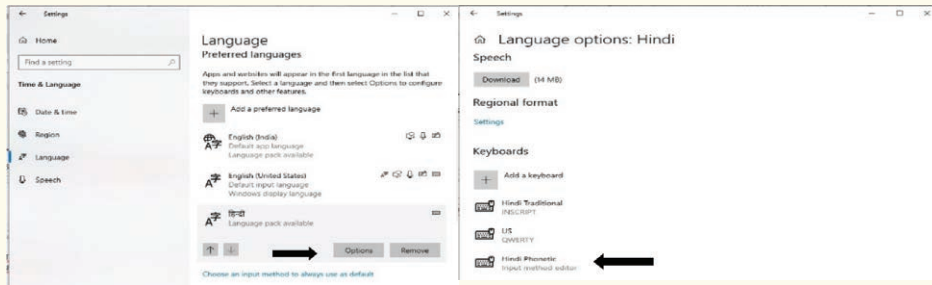 Settings
Home
Find a setting
Time & Language
Date & time
Region
Language
Speech
Language
Preferred languages
Apps and websites will appear in the first language in the list that
they support. Select a language and then select Options to configure
keyboards and other features.
Add a preferred language
English (India)
Default app language
Language pack available
English (United States)
Default input language
Windows display language
हिन्दी
Language pack available
Options Remove
Choose an input method to always use as default
Settings
Language options: Hindi
Speech
Download (14 MB)
Regional format
Settings
Keyboards
Add a keyboard
Hindi Traditional
INSCRIPT
US
QWERTY
Hindi Phonetic
Input method editor